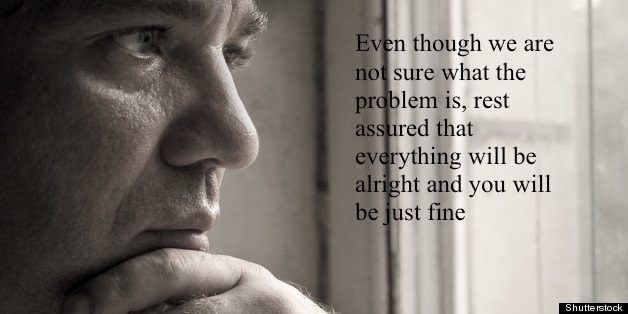 Even though we are
not sure what the
problem is, rest
assured that
everything will be
alright and you will
be just fine
Shutterstock